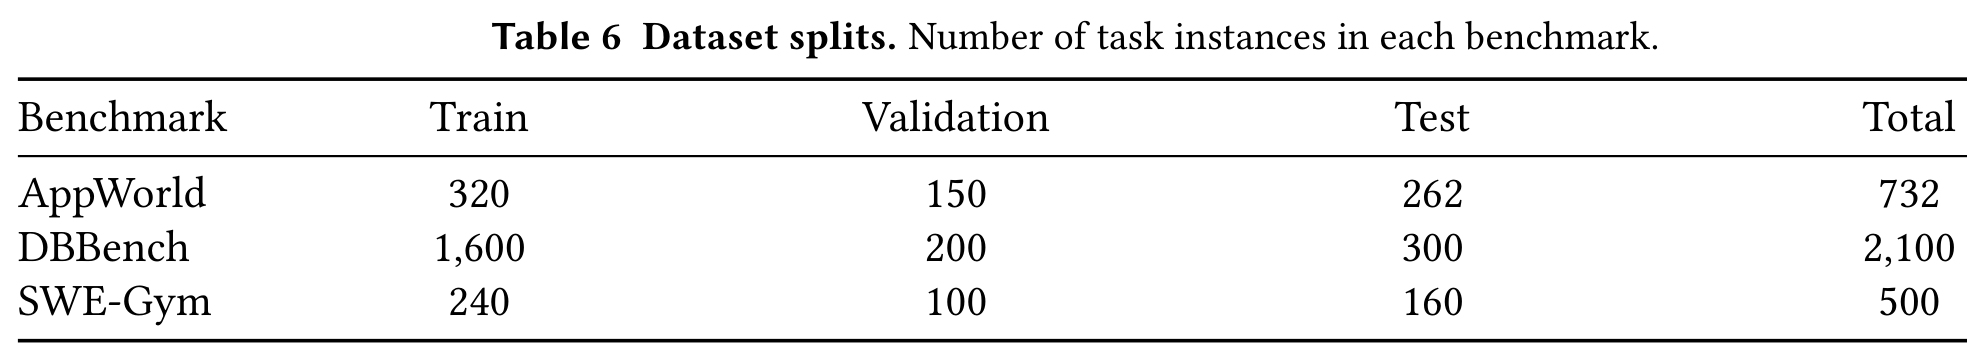 Table 6 Dataset splits. Number of task instances in each benchmark.
Benchmark Train Validation Test Total
AppWorld 320 150 262 732
DBBench 1,600 200 300 2,100
SWE-Gym 240 100 160 500